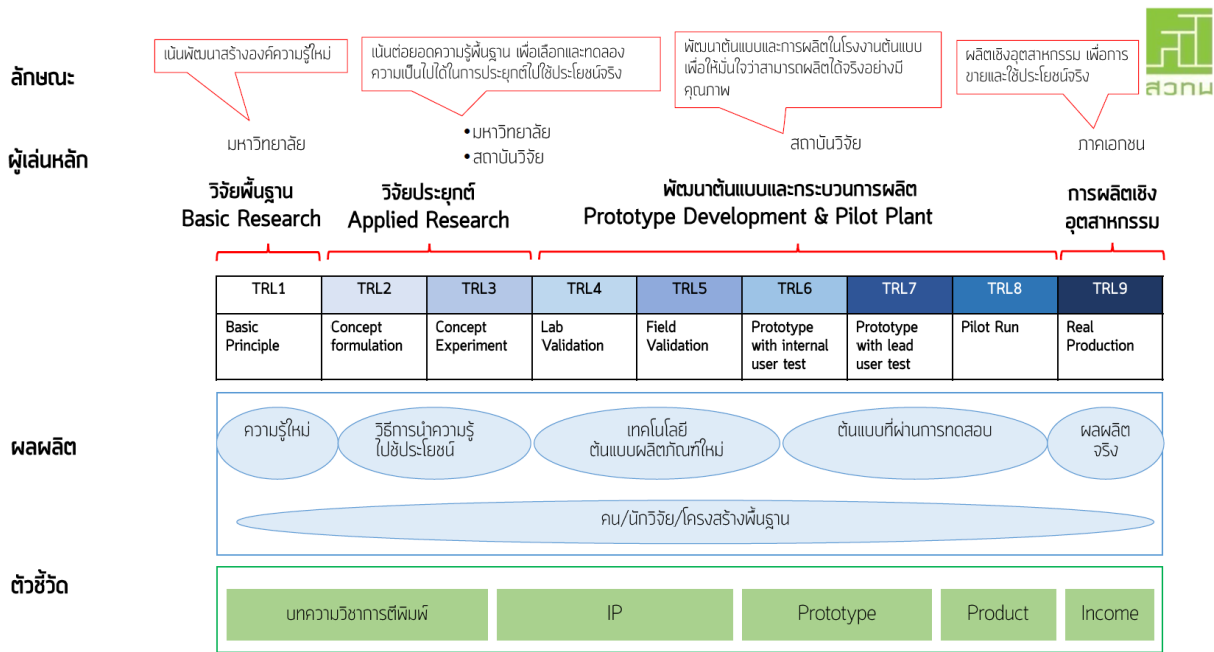 สวทน
ลักษณะ
เน้นพัฒนาสร้างองค์ความรู้ใหม่
เน้นต่อยอดความรู้พื้นฐาน เพื่อเลือกและทดลอง
ความเป็นไปได้ในการประยุกต์ไปใช้ประโยชน์จริง
พัฒนาต้นแบบและการผลิตในโรงงานต้นแบบ
เพื่อให้มั่นใจว่าสามารถผลิตได้จริงอย่างมี
คุณภาพ
ผลิตเชิงอุตสาหกรรม เพื่อการ
ขายและใช้ประโยชน์จริง
ผู้เล่นหลัก
มหาวิทยาลัย
•มหาวิทยาลัย
•สถาบันวิจัย
สถาบันวิจัย
ภาคเอกชน
วิจัยพื้นฐาน
Basic Research
วิจัยประยุกต์
Applied Research
พัฒนาต้นแบบและกระบวนการผลิต
Prototype Development & Pilot Plant
การผลิตเชิง
อุตสาหกรรม
TRL1 TRL2 TRL3 TRL4 TRL5 TRL6 TRL7 TRL8 TRL9
Basic
Principle
Concept
formulation
Concept
Experiment
Lab
Validation
Field
Validation
Prototype
with internal
user test
Prototype
with lead
user test
Pilot Run
Real
Production
ผลผลิต
ความรู้ใหม่
วิธีการนำความรู้
ไปใช้ประโยชน์
เทคโนโลยี
ต้นแบบผลิตภัณฑ์ใหม่
ต้นแบบที่ผ่านการทดสอบ
ผลผลิต
จริง
คน/นักวิจัย/โครงสร้างพื้นฐาน
ตัวชี้วัด
บทความวิชาการตีพิมพ์
IP
Prototype
Product
Income